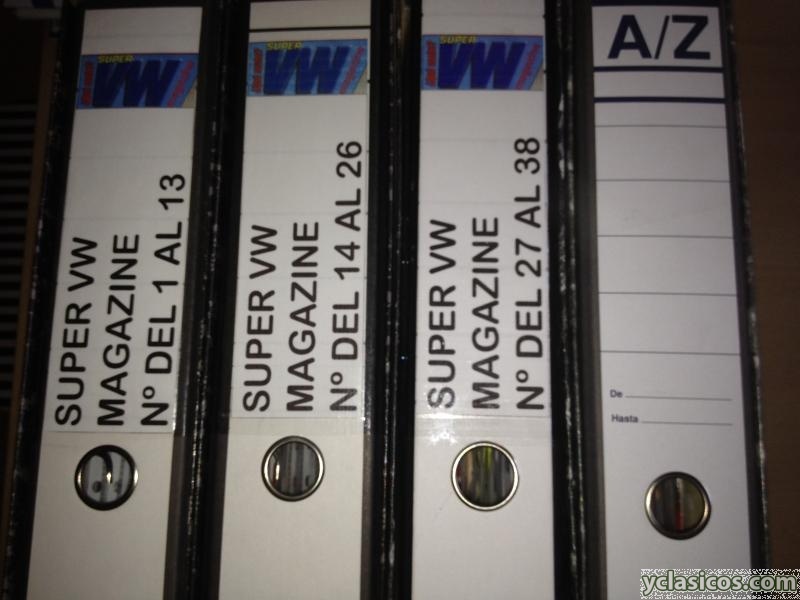 SUPER
VW
SUPER VW
MAGAZINE
Nº DEL 1 AL 13
SUPER
VW
SUPER VW
MAGAZINE
Nº DEL 14 AL 26
SUPER
VW
SUPER VW
MAGAZINE
Nº DEL 27 AL 38
A/Z
De
Hasta
yclasicos.com